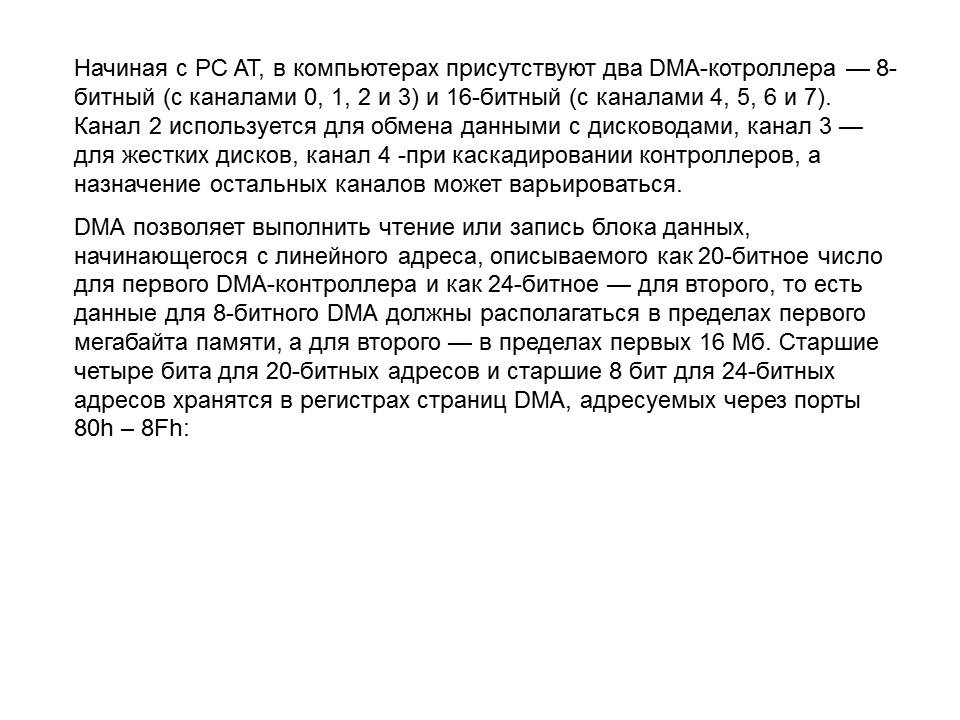 Начиная с PC AT, в компьютерах присутствуют два DMA-котроллера — 8-
битный (с каналами 0, 1, 2 и 3) и 16-битный (с каналами 4, 5, 6 и 7).
Канал 2 используется для обмена данными с дисководами, канал 3 —
для жестких дисков, канал 4 -при каскадировании контроллеров, а
назначение остальных каналов может варьироваться.
DMA позволяет выполнить чтение или запись блока данных,
начинающегося с линейного адреса, описываемого как 20-битное число
для первого DMA-контроллера и как 24-битное — для второго, то есть
данные для 8-битного DMA должны располагаться в пределах первого
мегабайта памяти, а для второго — в пределах первых 16 Мб. Старшие
четыре бита для 20-битных адресов и старшие 8 бит для 24-битных
адресов хранятся в регистрах страниц DMA, адресуемых через порты
80h – 8Fh: